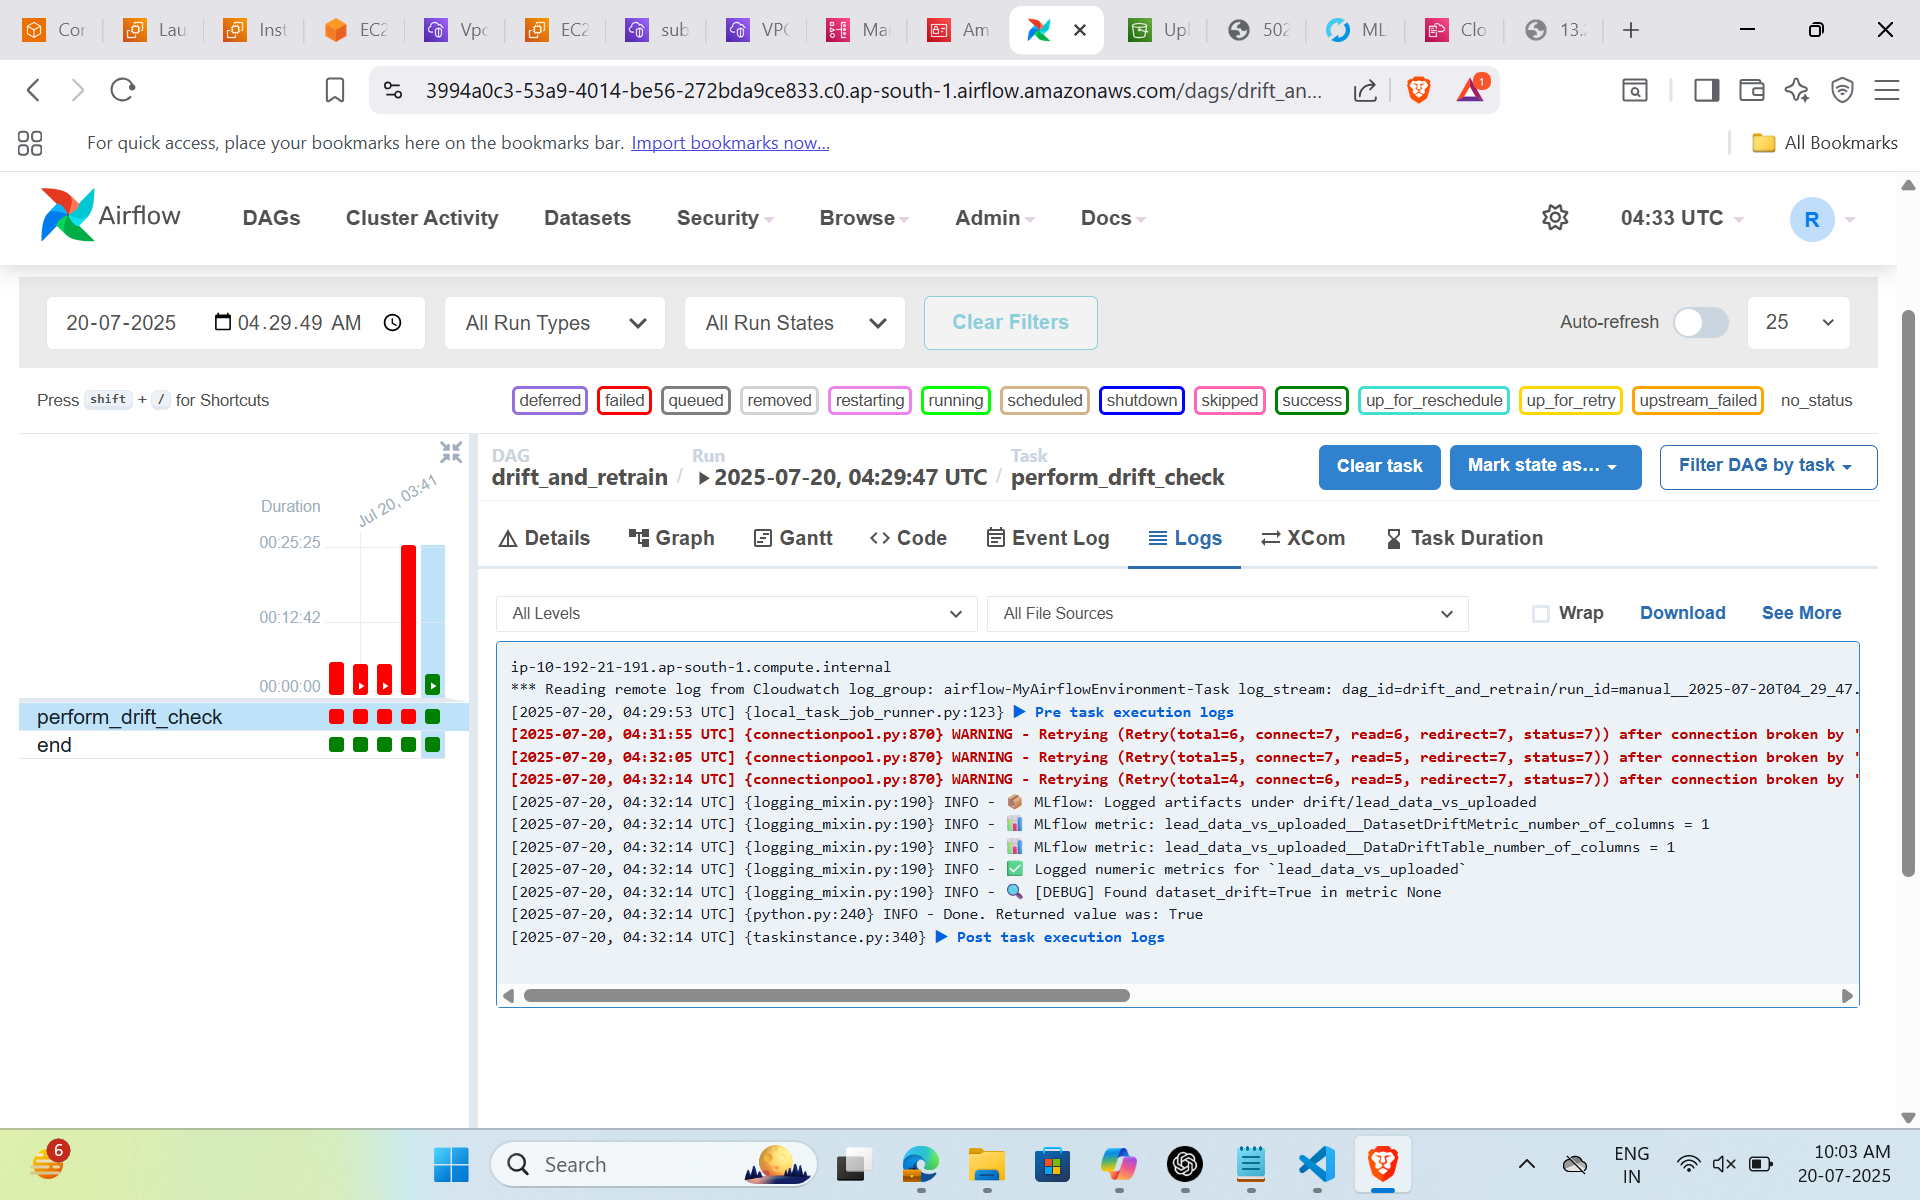 Cor
Lau
Inst
EC2
Vpc
EC2
sub
VPC
Ma
Am
Upl
502
ML
Clo
13.
3994a0c3-53a9-4014-be56-272bda9ce833.c0.ap-south-1.airflow.amazonaws.com/dags/drift_an...
1
For quick access, place your bookmarks here on the bookmarks bar. Import bookmarks now...
All Bookmarks
Airflow
DAGs
Cluster Activity
Datasets
Security
Browse
Admin
Docs
04:33 UTC
R
20-07-2025 04.29.49 AM
All Run Types
All Run States
Clear Filters
Auto-refresh
25
Press shift + / for Shortcuts
deferred
failed
queued
removed
restarting
running
scheduled
shutdown
skipped
success
up_for_reschedule
up_for_retry
upstream_failed
no_status
Jul 20, 03:41
Duration
00:25:25
00:12:42
00:00:00
perform_drift_check
end
DAG
drift_and_retrain
/
Run
2025-07-20, 04:29:47 UTC
/
Task
perform_drift_check
Clear task
Mark state as...
Filter DAG by task
Details
Graph
Gantt
Code
Event Log
Logs
XCom
Task Duration
All Levels
All File Sources
Wrap
Download
See More
ip-10-192-21-191.ap-south-1.compute.internal
*** Reading remote log from Cloudwatch log_group: airflow-MyAirflowEnvironment-Task log_stream: dag_id=drift_and_retrain/run_id=manual__2025-07-20T04_29_47.
[2025-07-20, 04:29:53 UTC] {local_task_job_runner.py:123} ▶ Pre task execution logs
[2025-07-20, 04:31:55 UTC] {connectionpool.py:870} WARNING - Retrying (Retry(total=6, connect=7, read=6, redirect=7, status=7)) after connection broken by '
[2025-07-20, 04:32:05 UTC] {connectionpool.py:870} WARNING - Retrying (Retry(total=5, connect=7, read=5, redirect=7, status=7)) after connection broken by '
[2025-07-20, 04:32:14 UTC] {connectionpool.py:870} WARNING - Retrying (Retry(total=4, connect=6, read=5, redirect=7, status=7)) after connection broken by '
[2025-07-20, 04:32:14 UTC] {logging_mixin.py:190} INFO - 📦 MLflow: Logged artifacts under drift/lead_data_vs_uploaded
[2025-07-20, 04:32:14 UTC] {logging_mixin.py:190} INFO - 📊 MLflow metric: lead_data_vs_uploaded__DatasetDriftMetric_number_of_columns = 1
[2025-07-20, 04:32:14 UTC] {logging_mixin.py:190} INFO - 📊 MLflow metric: lead_data_vs_uploaded__DataDriftTable_number_of_columns = 1
[2025-07-20, 04:32:14 UTC] {logging_mixin.py:190} INFO - ✅ Logged numeric metrics for `lead_data_vs_uploaded`
[2025-07-20, 04:32:14 UTC] {logging_mixin.py:190} INFO - 🔍 [DEBUG] Found dataset_drift=True in metric None
[2025-07-20, 04:32:14 UTC] {python.py:240} INFO - Done. Returned value was: True
[2025-07-20, 04:32:14 UTC] {taskinstance.py:340} ▶ Post task execution logs
6
Search
ENG
IN
10:03 AM
20-07-2025